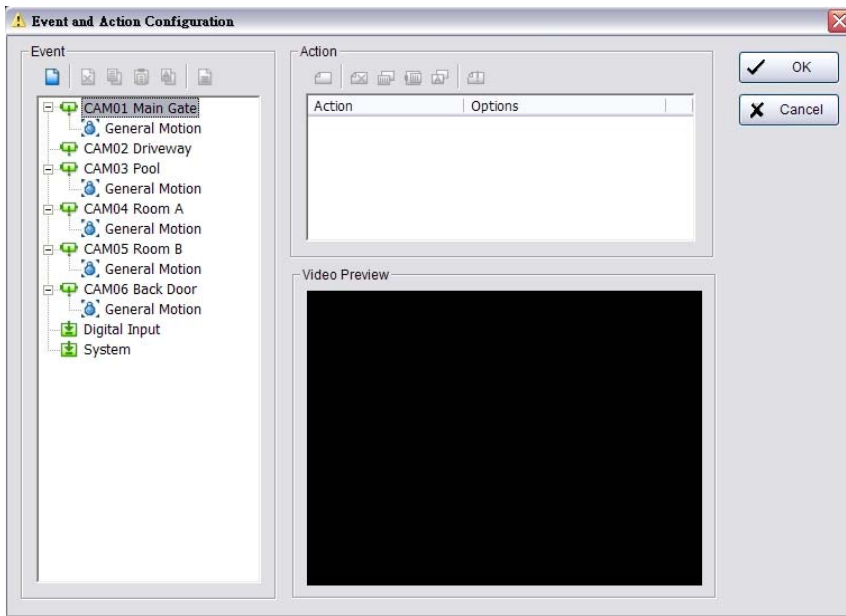 Event and Action Configuration
Event
CAM01 Main Gate
General Motion
CAM02 Driveway
CAM03 Pool
General Motion
CAM04 Room A
General Motion
CAM05 Room B
General Motion
CAM06 Back Door
General Motion
Digital Input
System
Action
Action Options
Video Preview
OK
Cancel